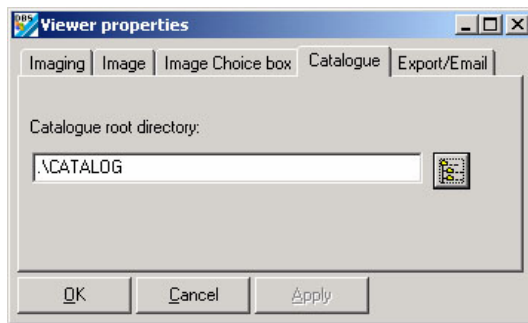 DBS Viewer properties
Imaging Image Image Choice box Catalogue Export/Email
Catalogue root directory:
.\CATALOG
OK Cancel Apply